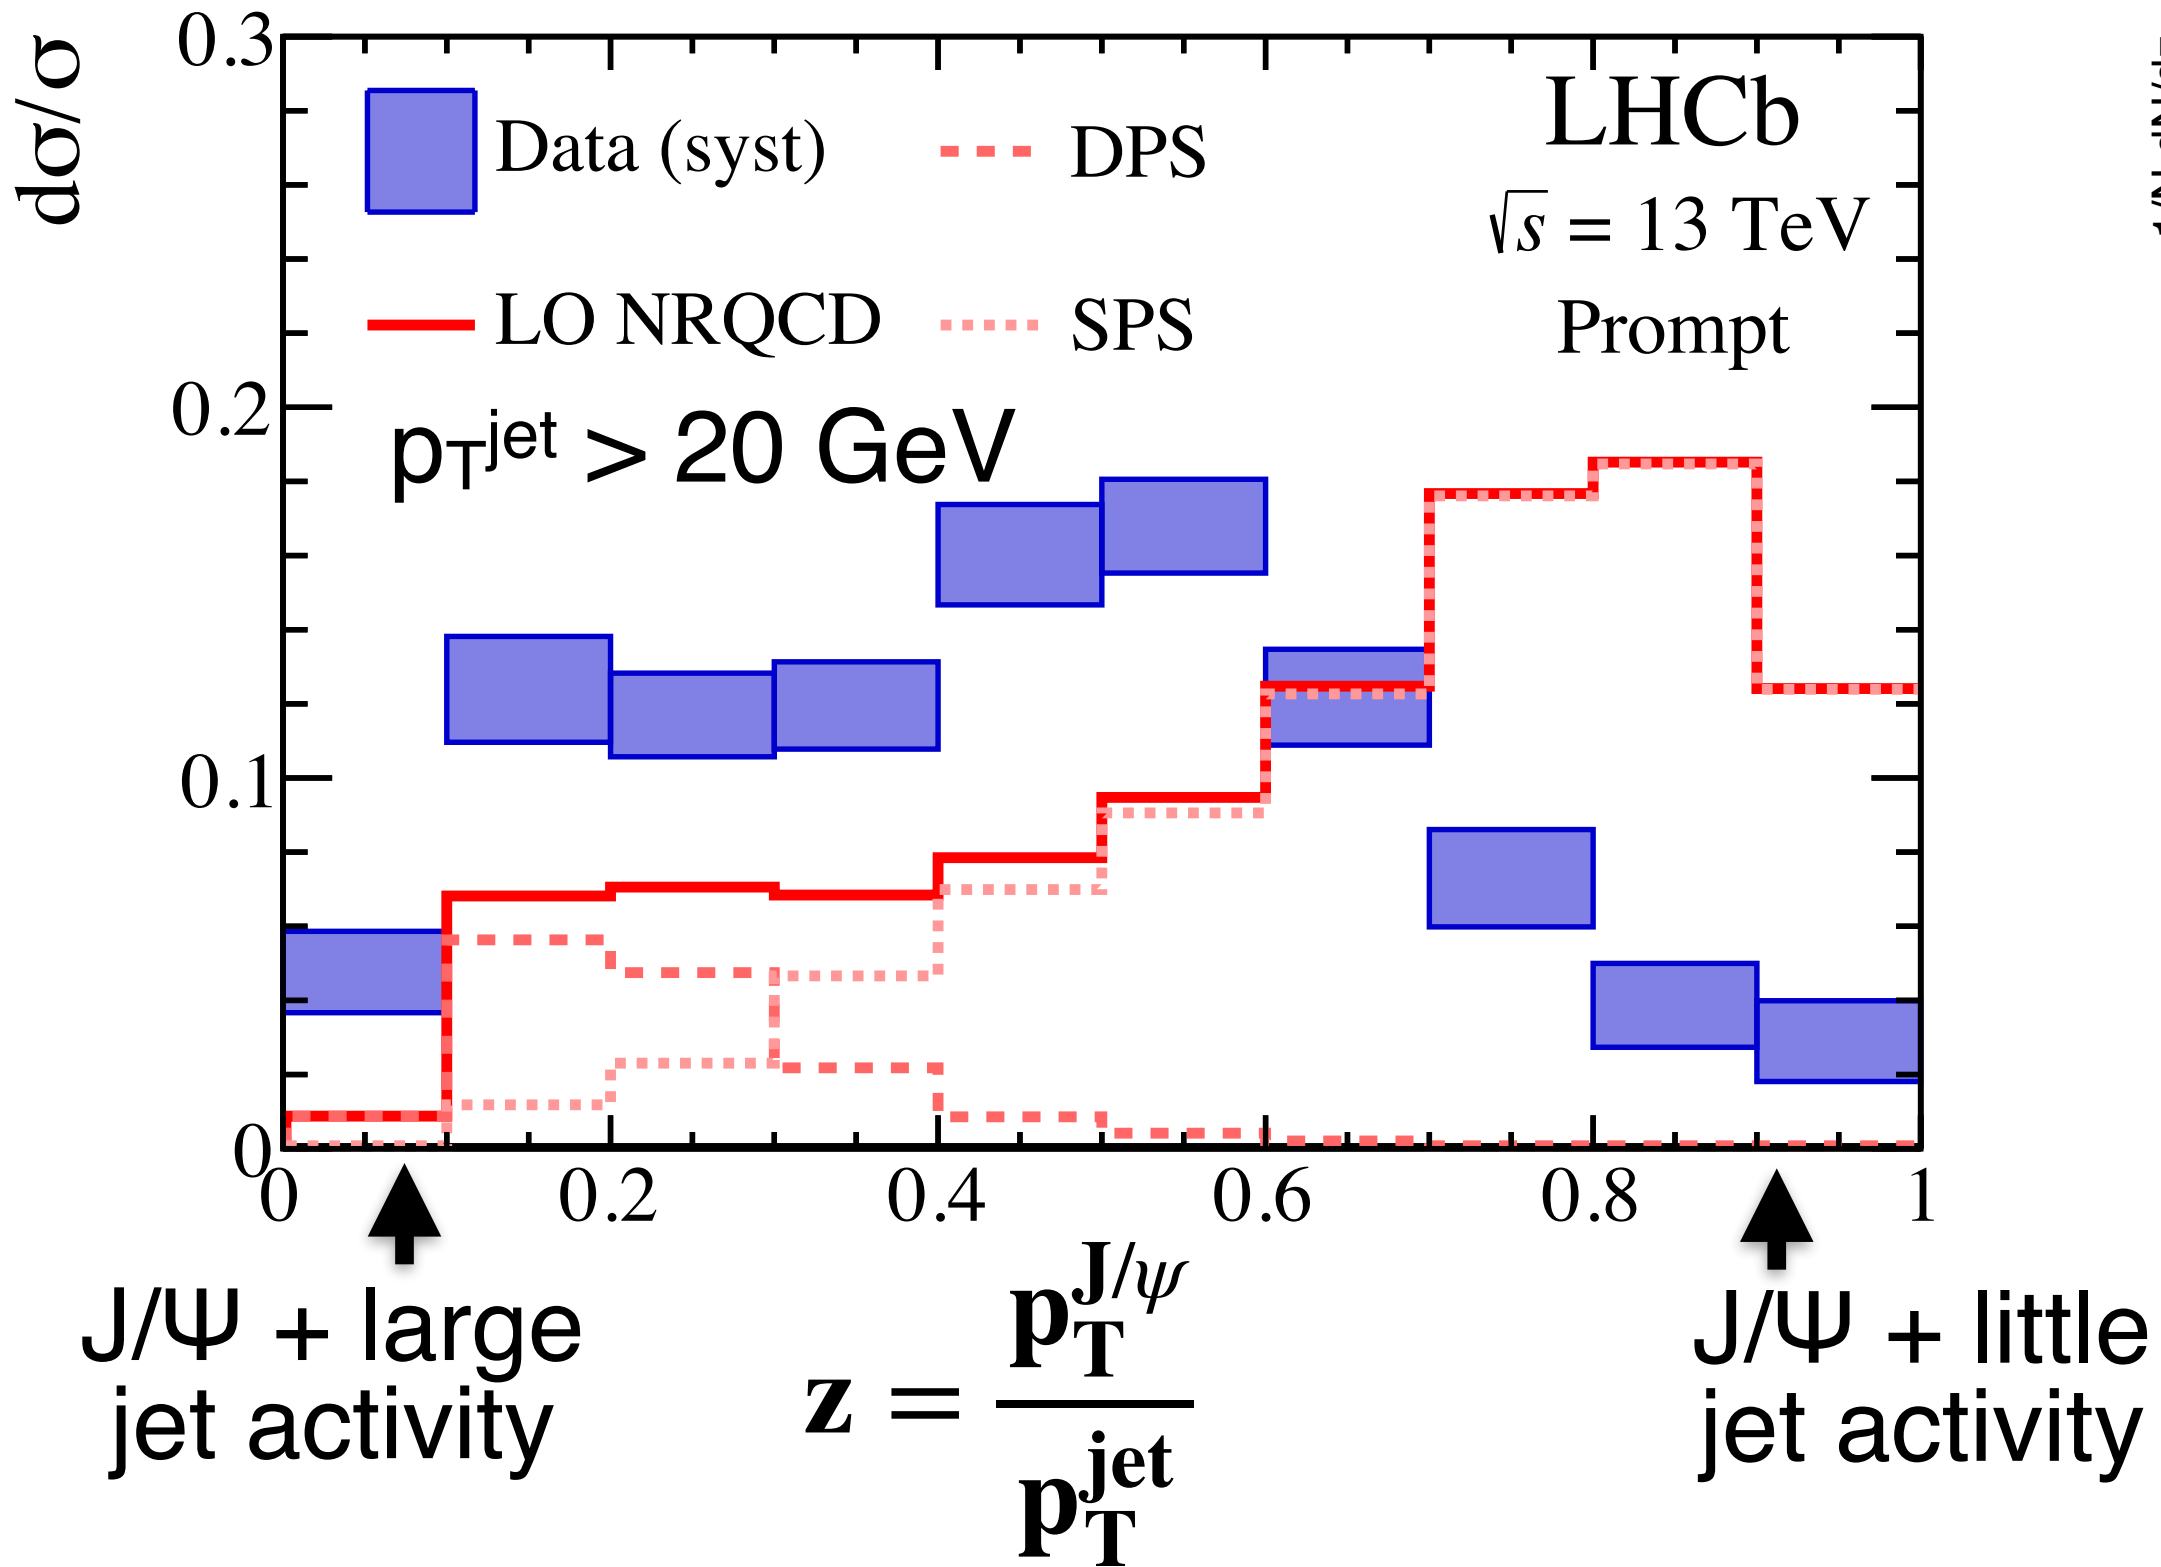 dσ/σ
0.3
0.2
0.1
0
Data (syst)
DPS
LO NRQCD
SPS
p_T^jet > 20 GeV
LHCb
√s = 13 TeV
Prompt
0 0.2 0.4 0.6 0.8 1
J/Ψ + large
jet activity
z = p_T^J/ψ / p_T^jet
J/Ψ + little
jet activity